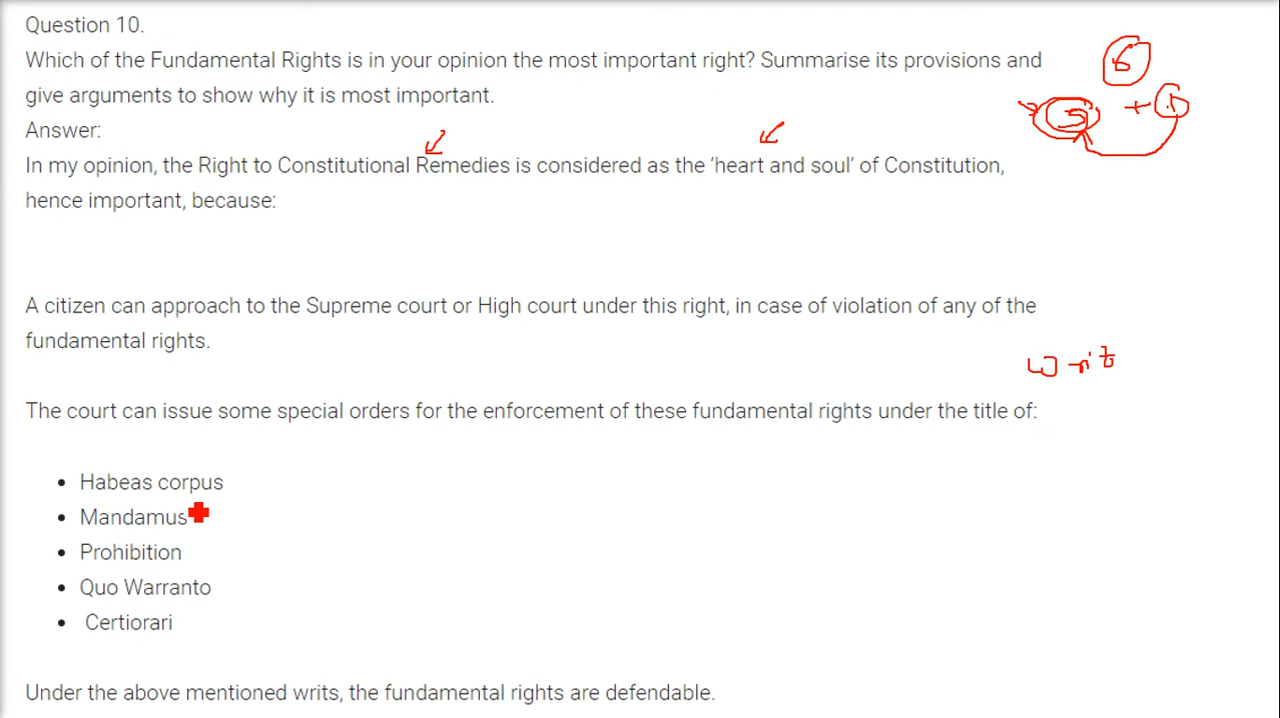 Question 10.
Which of the Fundamental Rights is in your opinion the most important right? Summarise its provisions and
give arguments to show why it is most important.
Answer:
In my opinion, the Right to Constitutional Remedies is considered as the ‘heart and soul’ of Constitution,
hence important, because:
A citizen can approach to the Supreme court or High court under this right, in case of violation of any of the
fundamental rights.
Writ
The court can issue some special orders for the enforcement of these fundamental rights under the title of:
• Habeas corpus
• Mandamus
• Prohibition
• Quo Warranto
• Certiorari
Under the above mentioned writs, the fundamental rights are defendable.